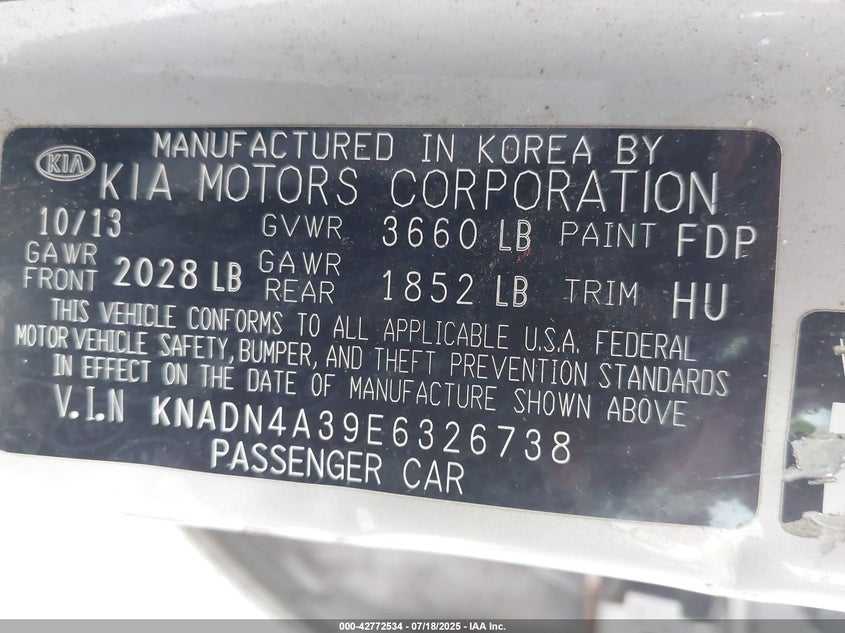 MANUFACTURED IN KOREA BY
KIA KIA MOTORS CORPORATION
10/13 GVWR 3660 LB PAINT FDP
GAWR FRONT 2028 LB GAWR REAR 1852 LB TRIM HU
THIS VEHICLE CONFORMS TO ALL APPLICABLE U.S.A. FEDERAL
MOTOR VEHICLE SAFETY, BUMPER, AND THEFT PREVENTION STANDARDS
IN EFFECT ON THE DATE OF MANUFACTURE SHOWN ABOVE
V.I.N KNADN4A39E6326738
PASSENGER CAR
000-42772534 - 07/18/2025 - IAA Inc.